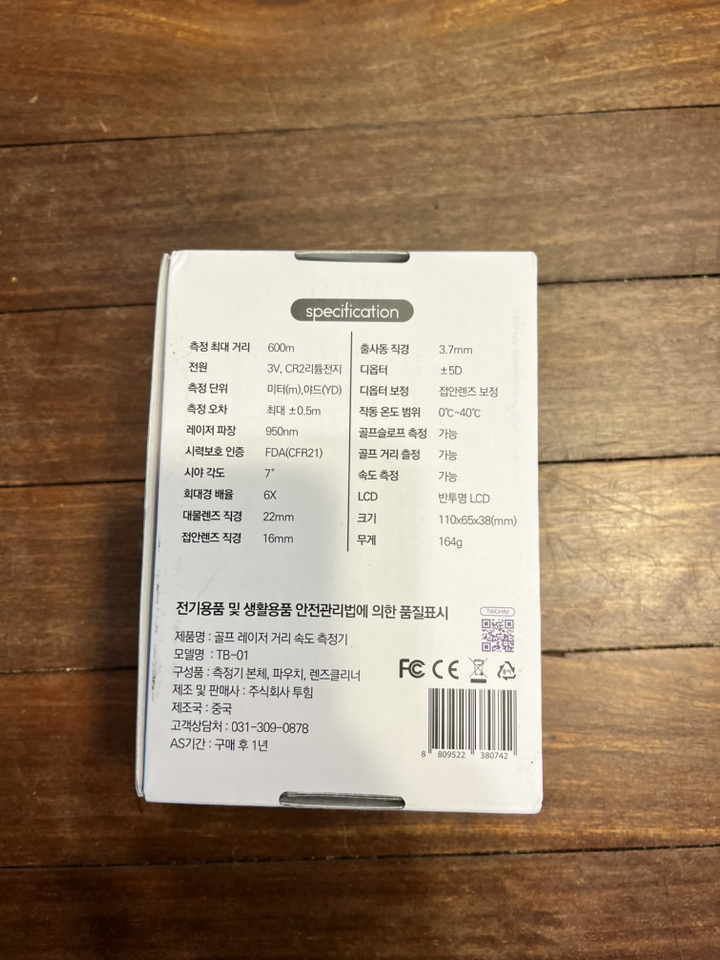 specification
측정 최대 거리 600m
전원 3V, CR2리튬전지
측정 단위 미터(m),야드(YD)
측정 오차 최대 ±0.5m
레이저 파장 950nm
시력보호 인증 FDA(CFR21)
시야 각도 7°
회대경 배율 6X
대물렌즈 직경 22mm
접안렌즈 직경 16mm
출사동 직경 3.7mm
디옵터 ±5D
디옵터 보정 접안렌즈 보정
작동 온도 범위 0℃~40℃
골프슬로프 측정 가능
골프 거리 츨정 가능
속도 측정 가능
LCD 반투명 LCD
크기 110x65x38(mm)
무게 164g
전기용품 및 생활용품 안전관리법에 의한 품질표시
제품명 : 골프 레이저 거리 속도 측정기
모델명 : TB-01
구성품 : 측정기 본체, 파우치, 렌즈클리너
제조 및 판매사 : 주식회사 투힘
제조국 : 중국
고객상담처 : 031-309-0878
AS기간 : 구매 후 1년
TWOHIM
FC CE
8 809522 380742